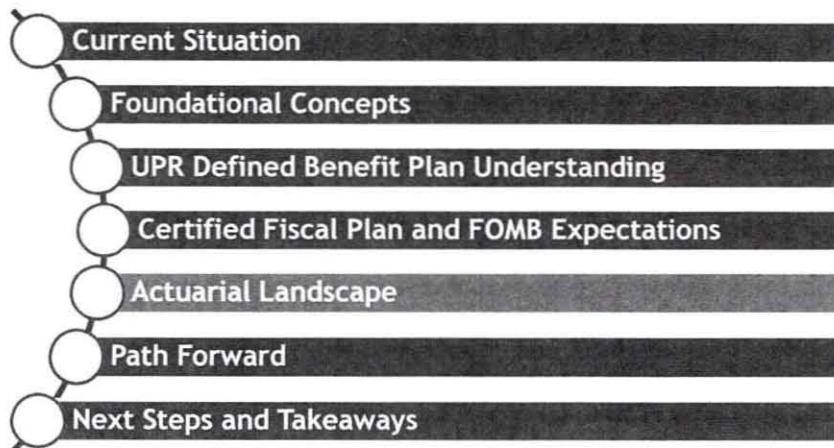 Current Situation
Foundational Concepts
UPR Defined Benefit Plan Understanding
Certified Fiscal Plan and FOMB Expectations
Actuarial Landscape
Path Forward
Next Steps and Takeaways